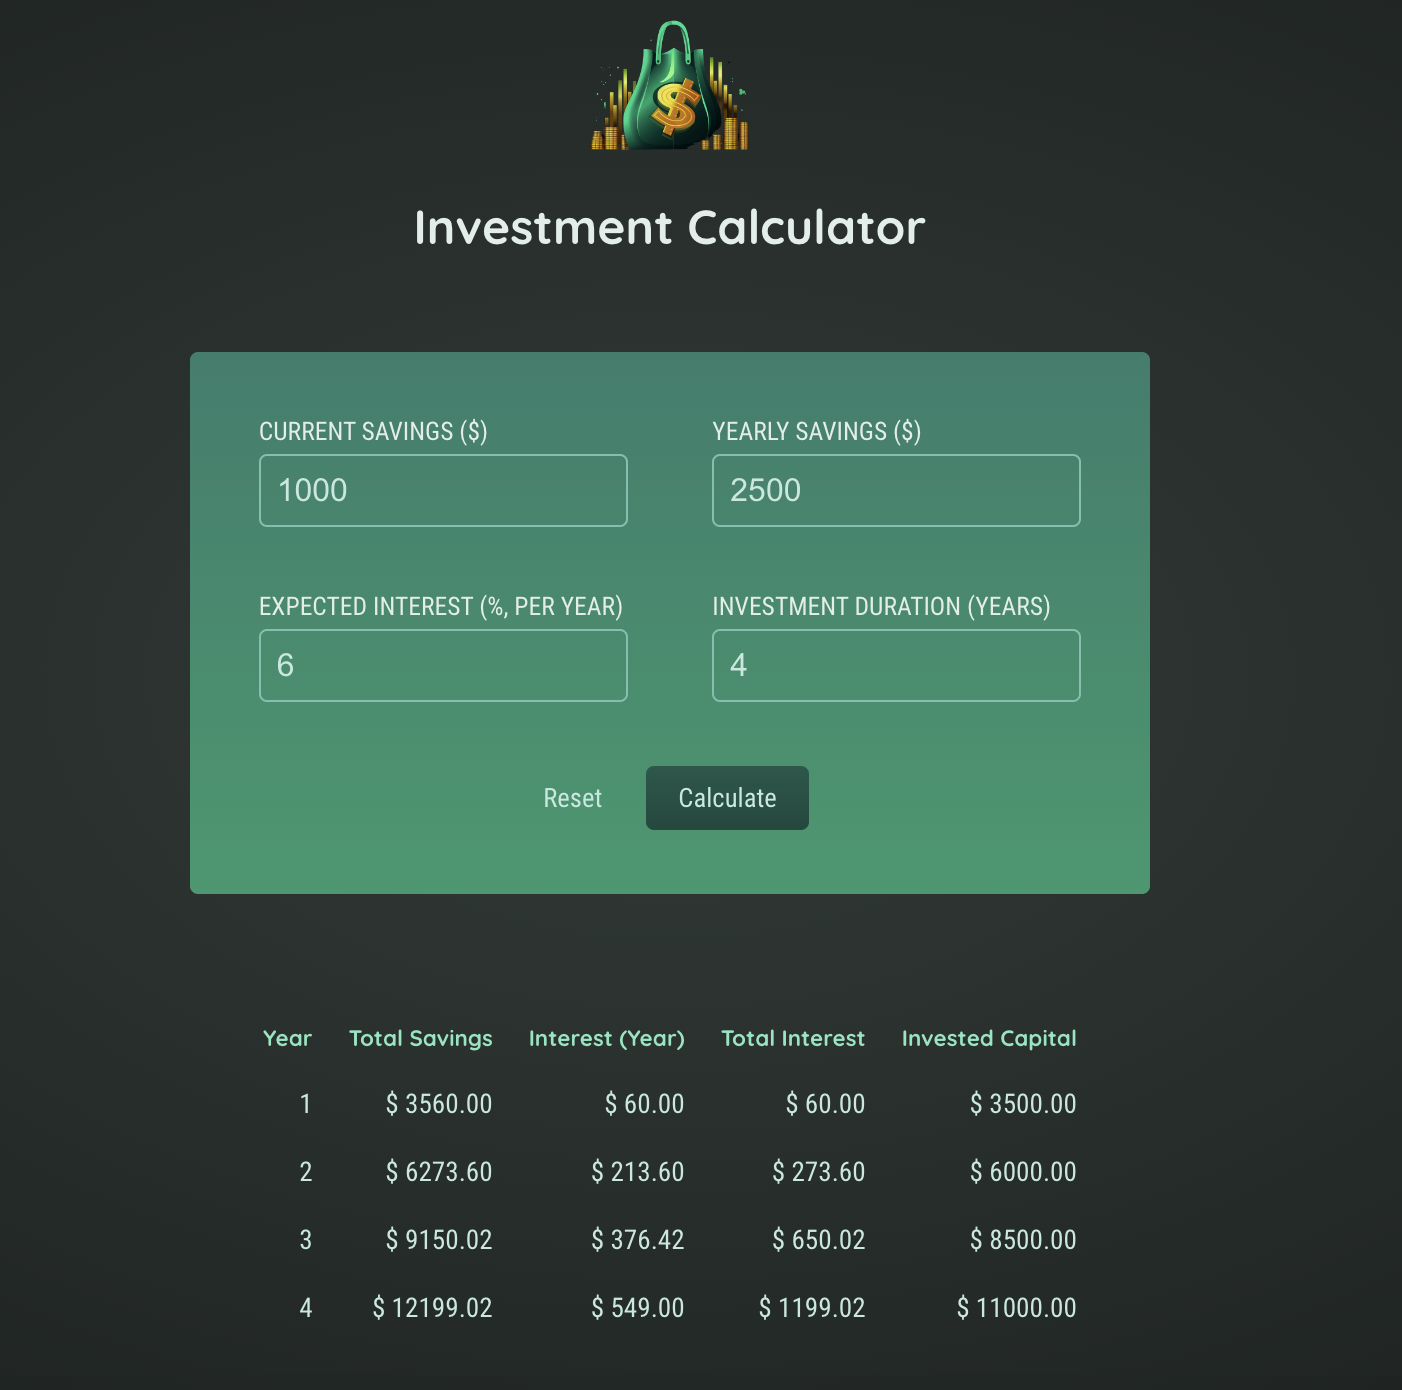 $
Investment Calculator
CURRENT SAVINGS ($) YEARLY SAVINGS ($)
1000 2500
EXPECTED INTEREST (%, PER YEAR) INVESTMENT DURATION (YEARS)
6 4
Reset Calculate
Year Total Savings Interest (Year) Total Interest Invested Capital
1 $ 3560.00 $ 60.00 $ 60.00 $ 3500.00
2 $ 6273.60 $ 213.60 $ 273.60 $ 6000.00
3 $ 9150.02 $ 376.42 $ 650.02 $ 8500.00
4 $ 12199.02 $ 549.00 $ 1199.02 $ 11000.00